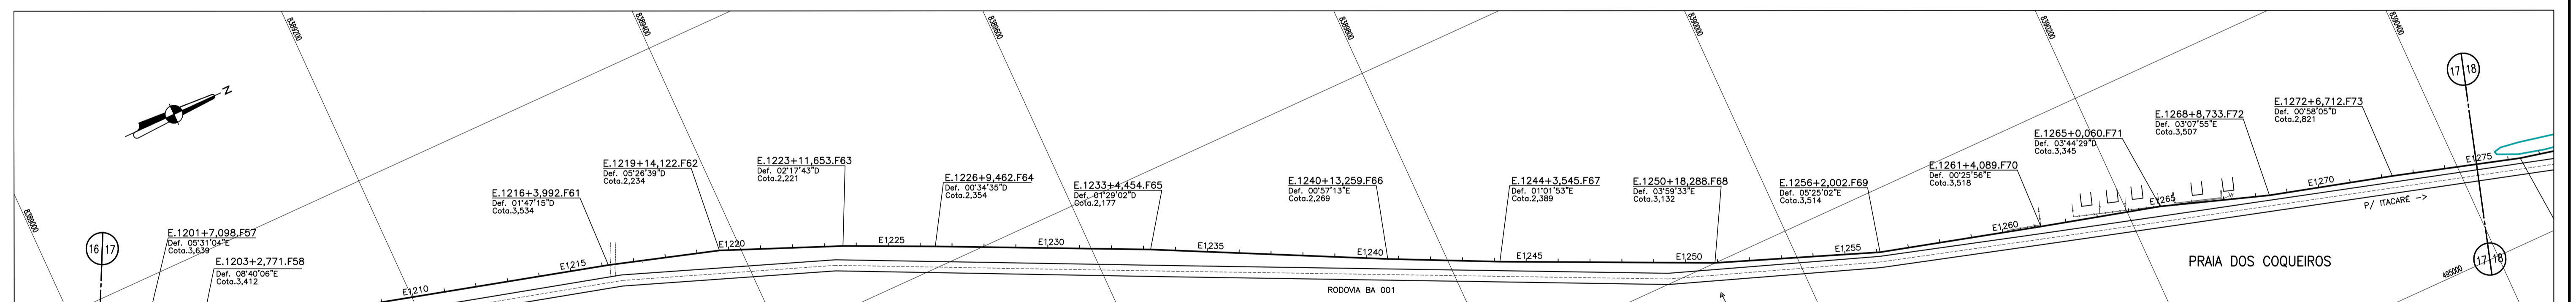 8389000
8389200
8389400
8389600
8389800
8390000
8390200
8390400
N
16 17
17 18
E.1201+7,098.F57
Def. 05°31'04"E
Cota.3,639
E.1203+2,771.F58
Def. 08°40'06"E
Cota.3,412
E.1216+3,992.F61
Def. 01°47'15"D
Cota.3,534
E.1219+14,122.F62
Def. 05°26'39"D
Cota.2,234
E.1223+11,653.F63
Def. 02°17'43"D
Cota.2,221
E.1226+9,462.F64
Def. 00°34'35"D
Cota.2,354
E.1233+4,454.F65
Def. 01°29'02"D
Cota.2,177
E.1240+13,259.F66
Def. 00°57'13"E
Cota.2,269
E.1244+3,545.F67
Def. 01°01'53"E
Cota.2,389
E.1250+18,288.F68
Def. 03°59'33"E
Cota.3,132
E.1256+2,002.F69
Def. 05°25'02"E
Cota.3,514
E.1261+4,089.F70
Def. 00°25'56"E
Cota.3,518
E.1265+0,060.F71
Def. 03°44'29"D
Cota.3,345
E.1268+8,733.F72
Def. 03°07'55"E
Cota.3,507
E.1272+6,712.F73
Def. 00°58'05"D
Cota.2,821
E1210
E1215
E1220
E1225
E1230
E1235
E1240
E1245
E1250
E1255
E1260
E1265
E1270
E1275
RODOVIA BA 001
P/ ITACARÉ ->
PRAIA DOS COQUEIROS
495000
17 18